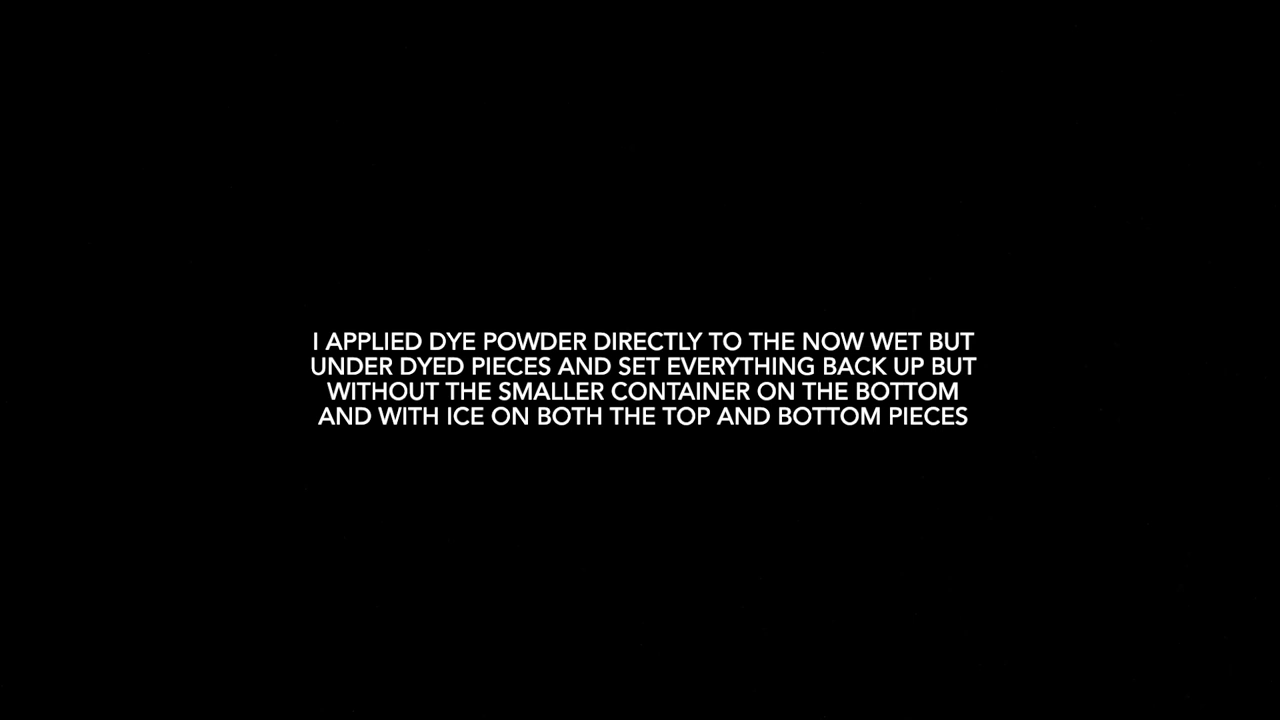 I APPLIED DYE POWDER DIRECTLY TO THE NOW WET BUT
UNDER DYED PIECES AND SET EVERYTHING BACK UP BUT
WITHOUT THE SMALLER CONTAINER ON THE BOTTOM
AND WITH ICE ON BOTH THE TOP AND BOTTOM PIECES